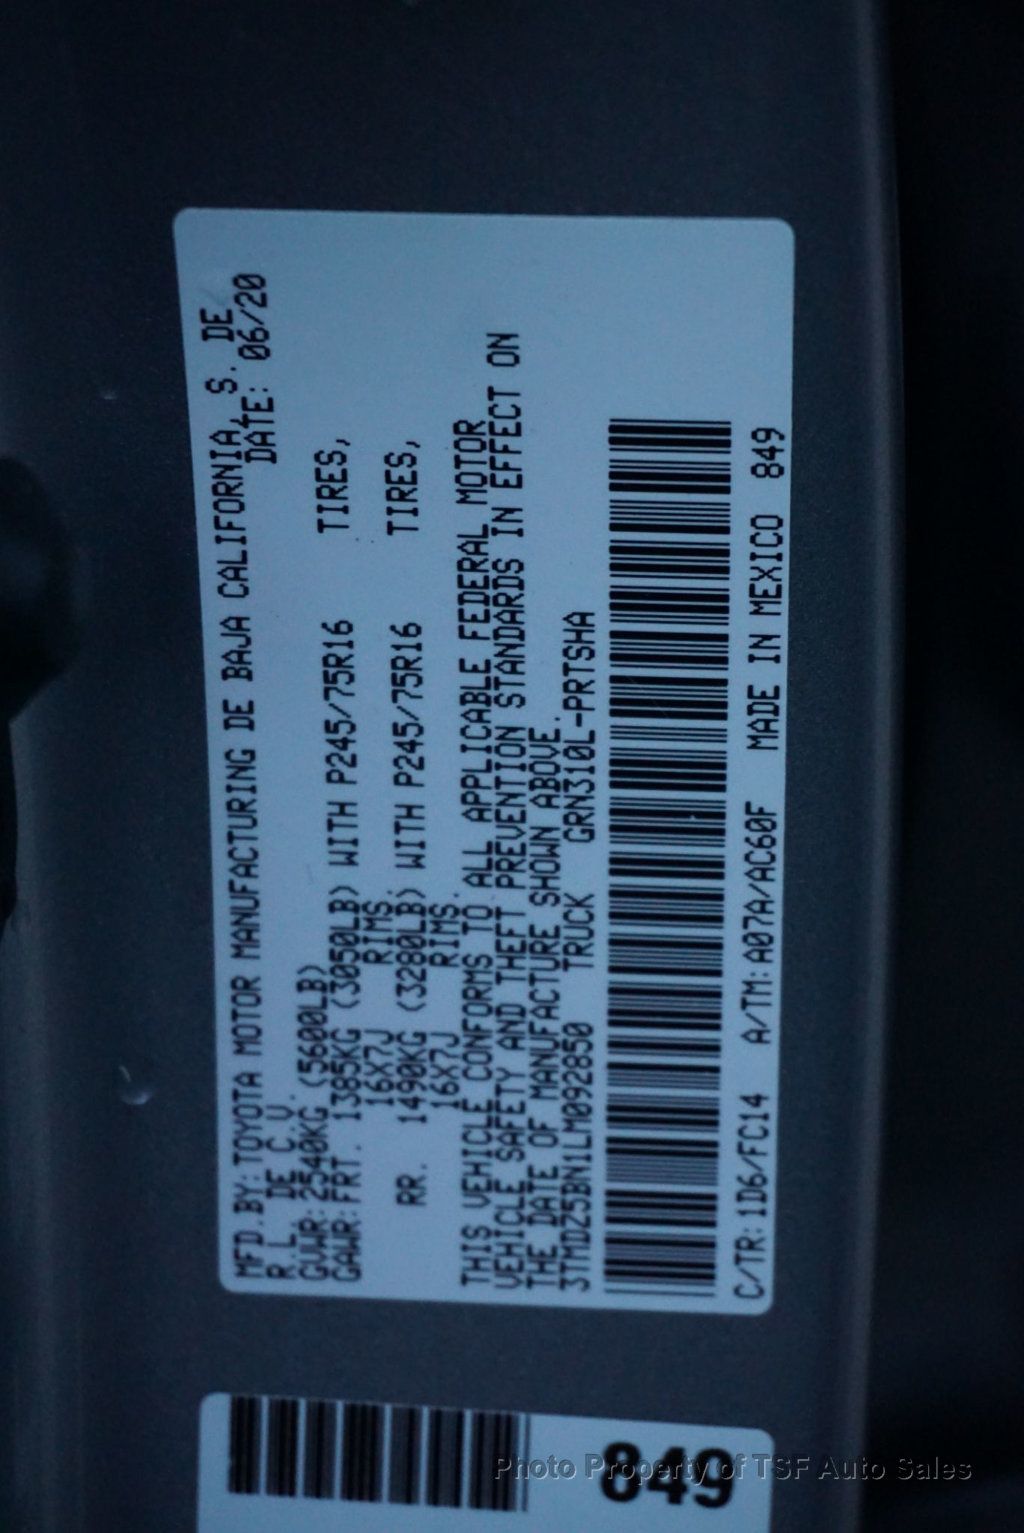 MFD.BY:TOYOTA MOTOR MANUFACTURING DE BAJA CALIFORNIA, S. DE
R.L. DE C.V. DATE: 06/20
GVWR:2540KG (5600LB)
GAWR:FRT. 1385KG (3050LB) WITH P245/75R16 TIRES,
16X7J RIMS.
RR. 1490KG (3280LB) WITH P245/75R16 TIRES,
16X7J RIMS.
THIS VEHICLE CONFORMS TO ALL APPLICABLE FEDERAL MOTOR
VEHICLE SAFETY AND THEFT PREVENTION STANDARDS IN EFFECT ON
THE DATE OF MANUFACTURE SHOWN ABOVE.
3TMDZ5BN1LM092850 TRUCK GRN310L-PRTSHA
C/TR:1D6/FC14 A/TM:A07A/AC60F MADE IN MEXICO 849
849
Photo Property of TSF Auto Sales